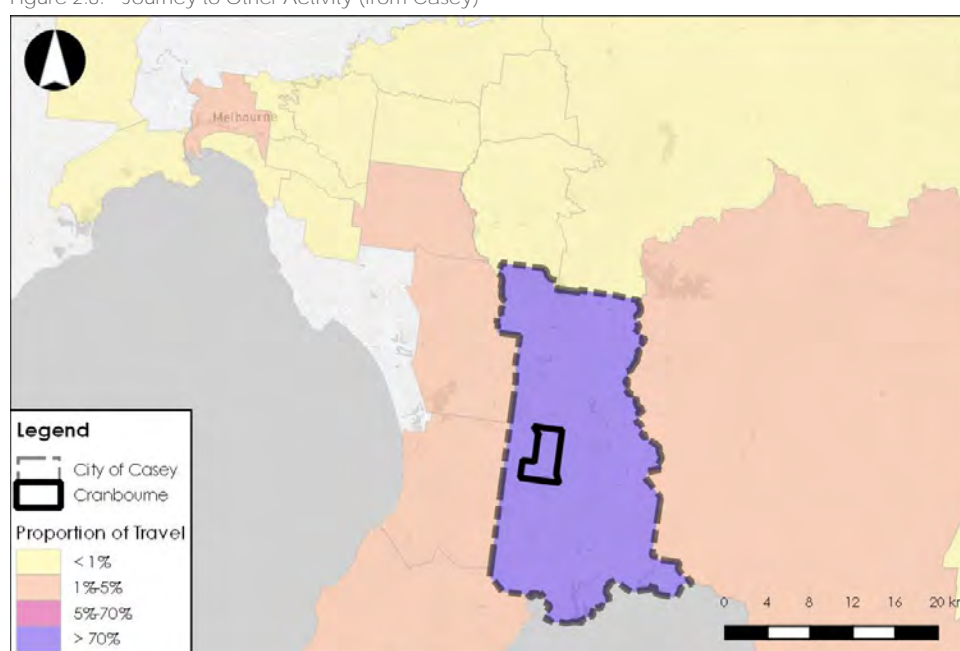 Figure 2.8: Journey to Other Activity (from Casey)
Melbourne
Legend
City of Casey
Cranbourne
Proportion of Travel
< 1%
1%-5%
5%-70%
> 70%
0 4 8 12 16 20 km